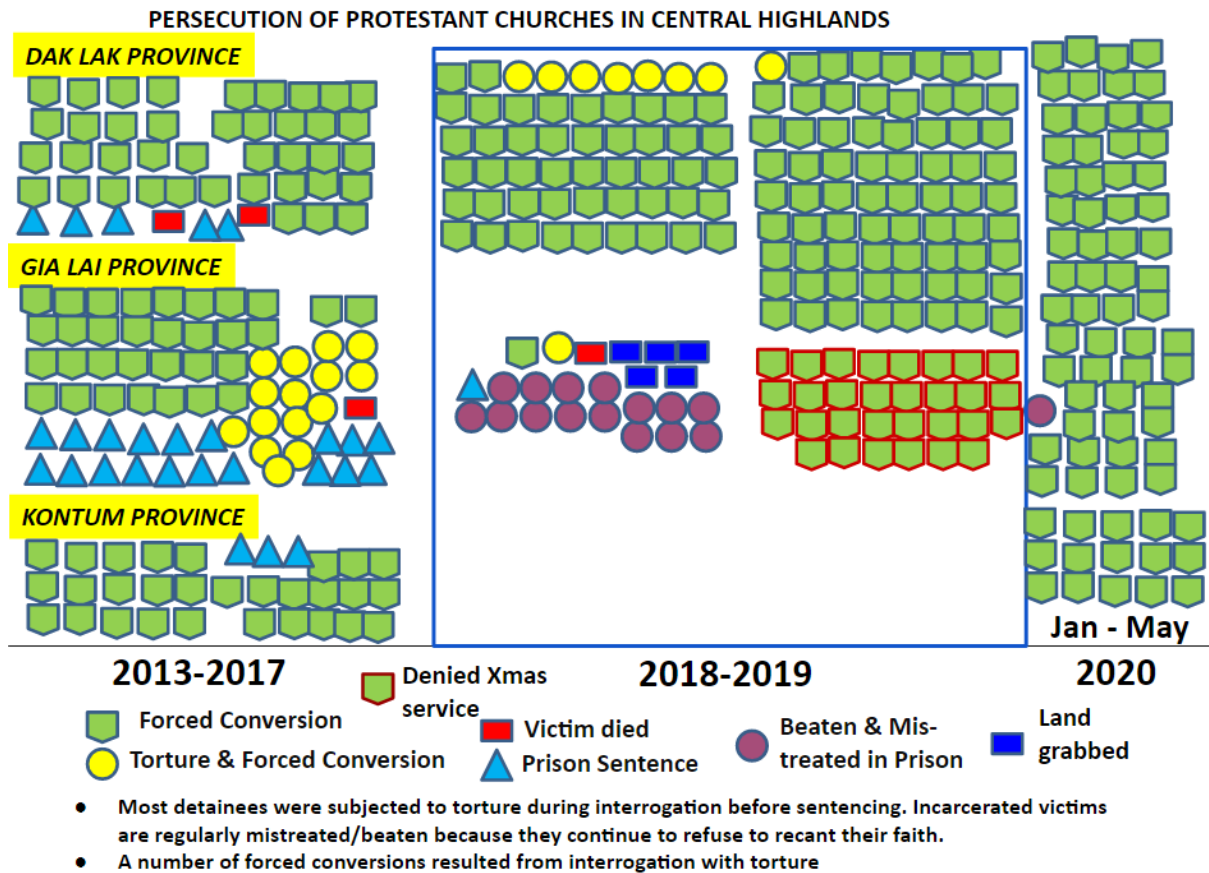 PERSECUTION OF PROTESTANT CHURCHES IN CENTRAL HIGHLANDS
DAK LAK PROVINCE
GIA LAI PROVINCE
KONTUM PROVINCE
Jan - May
2013-2017
2018-2019
2020
Denied Xmas
service
Forced Conversion
Victim died
Beaten & Mis-
treated in Prison
Land
grabbed
Torture & Forced Conversion
Prison Sentence
● Most detainees were subjected to torture during interrogation before sentencing. Incarcerated victims
are regularly mistreated/beaten because they continue to refuse to recant their faith.
● A number of forced conversions resulted from interrogation with torture